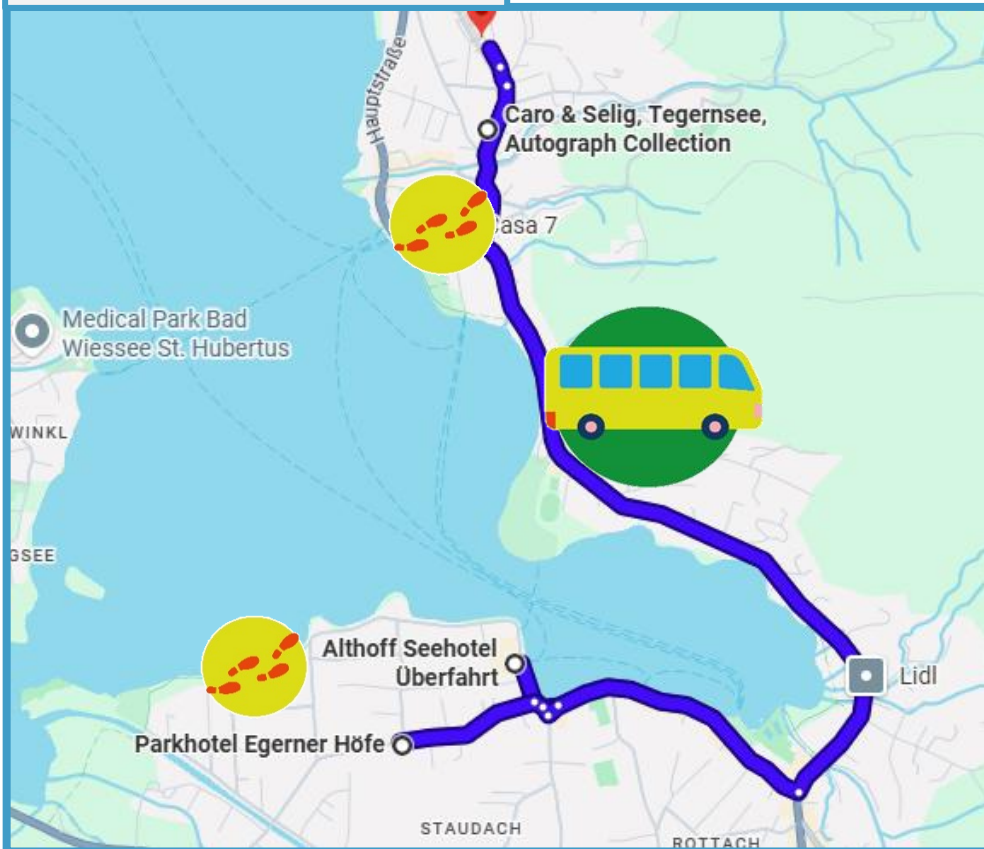 Hauptstraße
Caro & Selig, Tegernsee,
Autograph Collection
Casa 7
Medical Park Bad
Wiessee St. Hubertus
WINKL
GSEE
Althoff Seehotel
Überfahrt
Lidl
Parkhotel Egerner Höfe
STAUDACH
ROTTACH